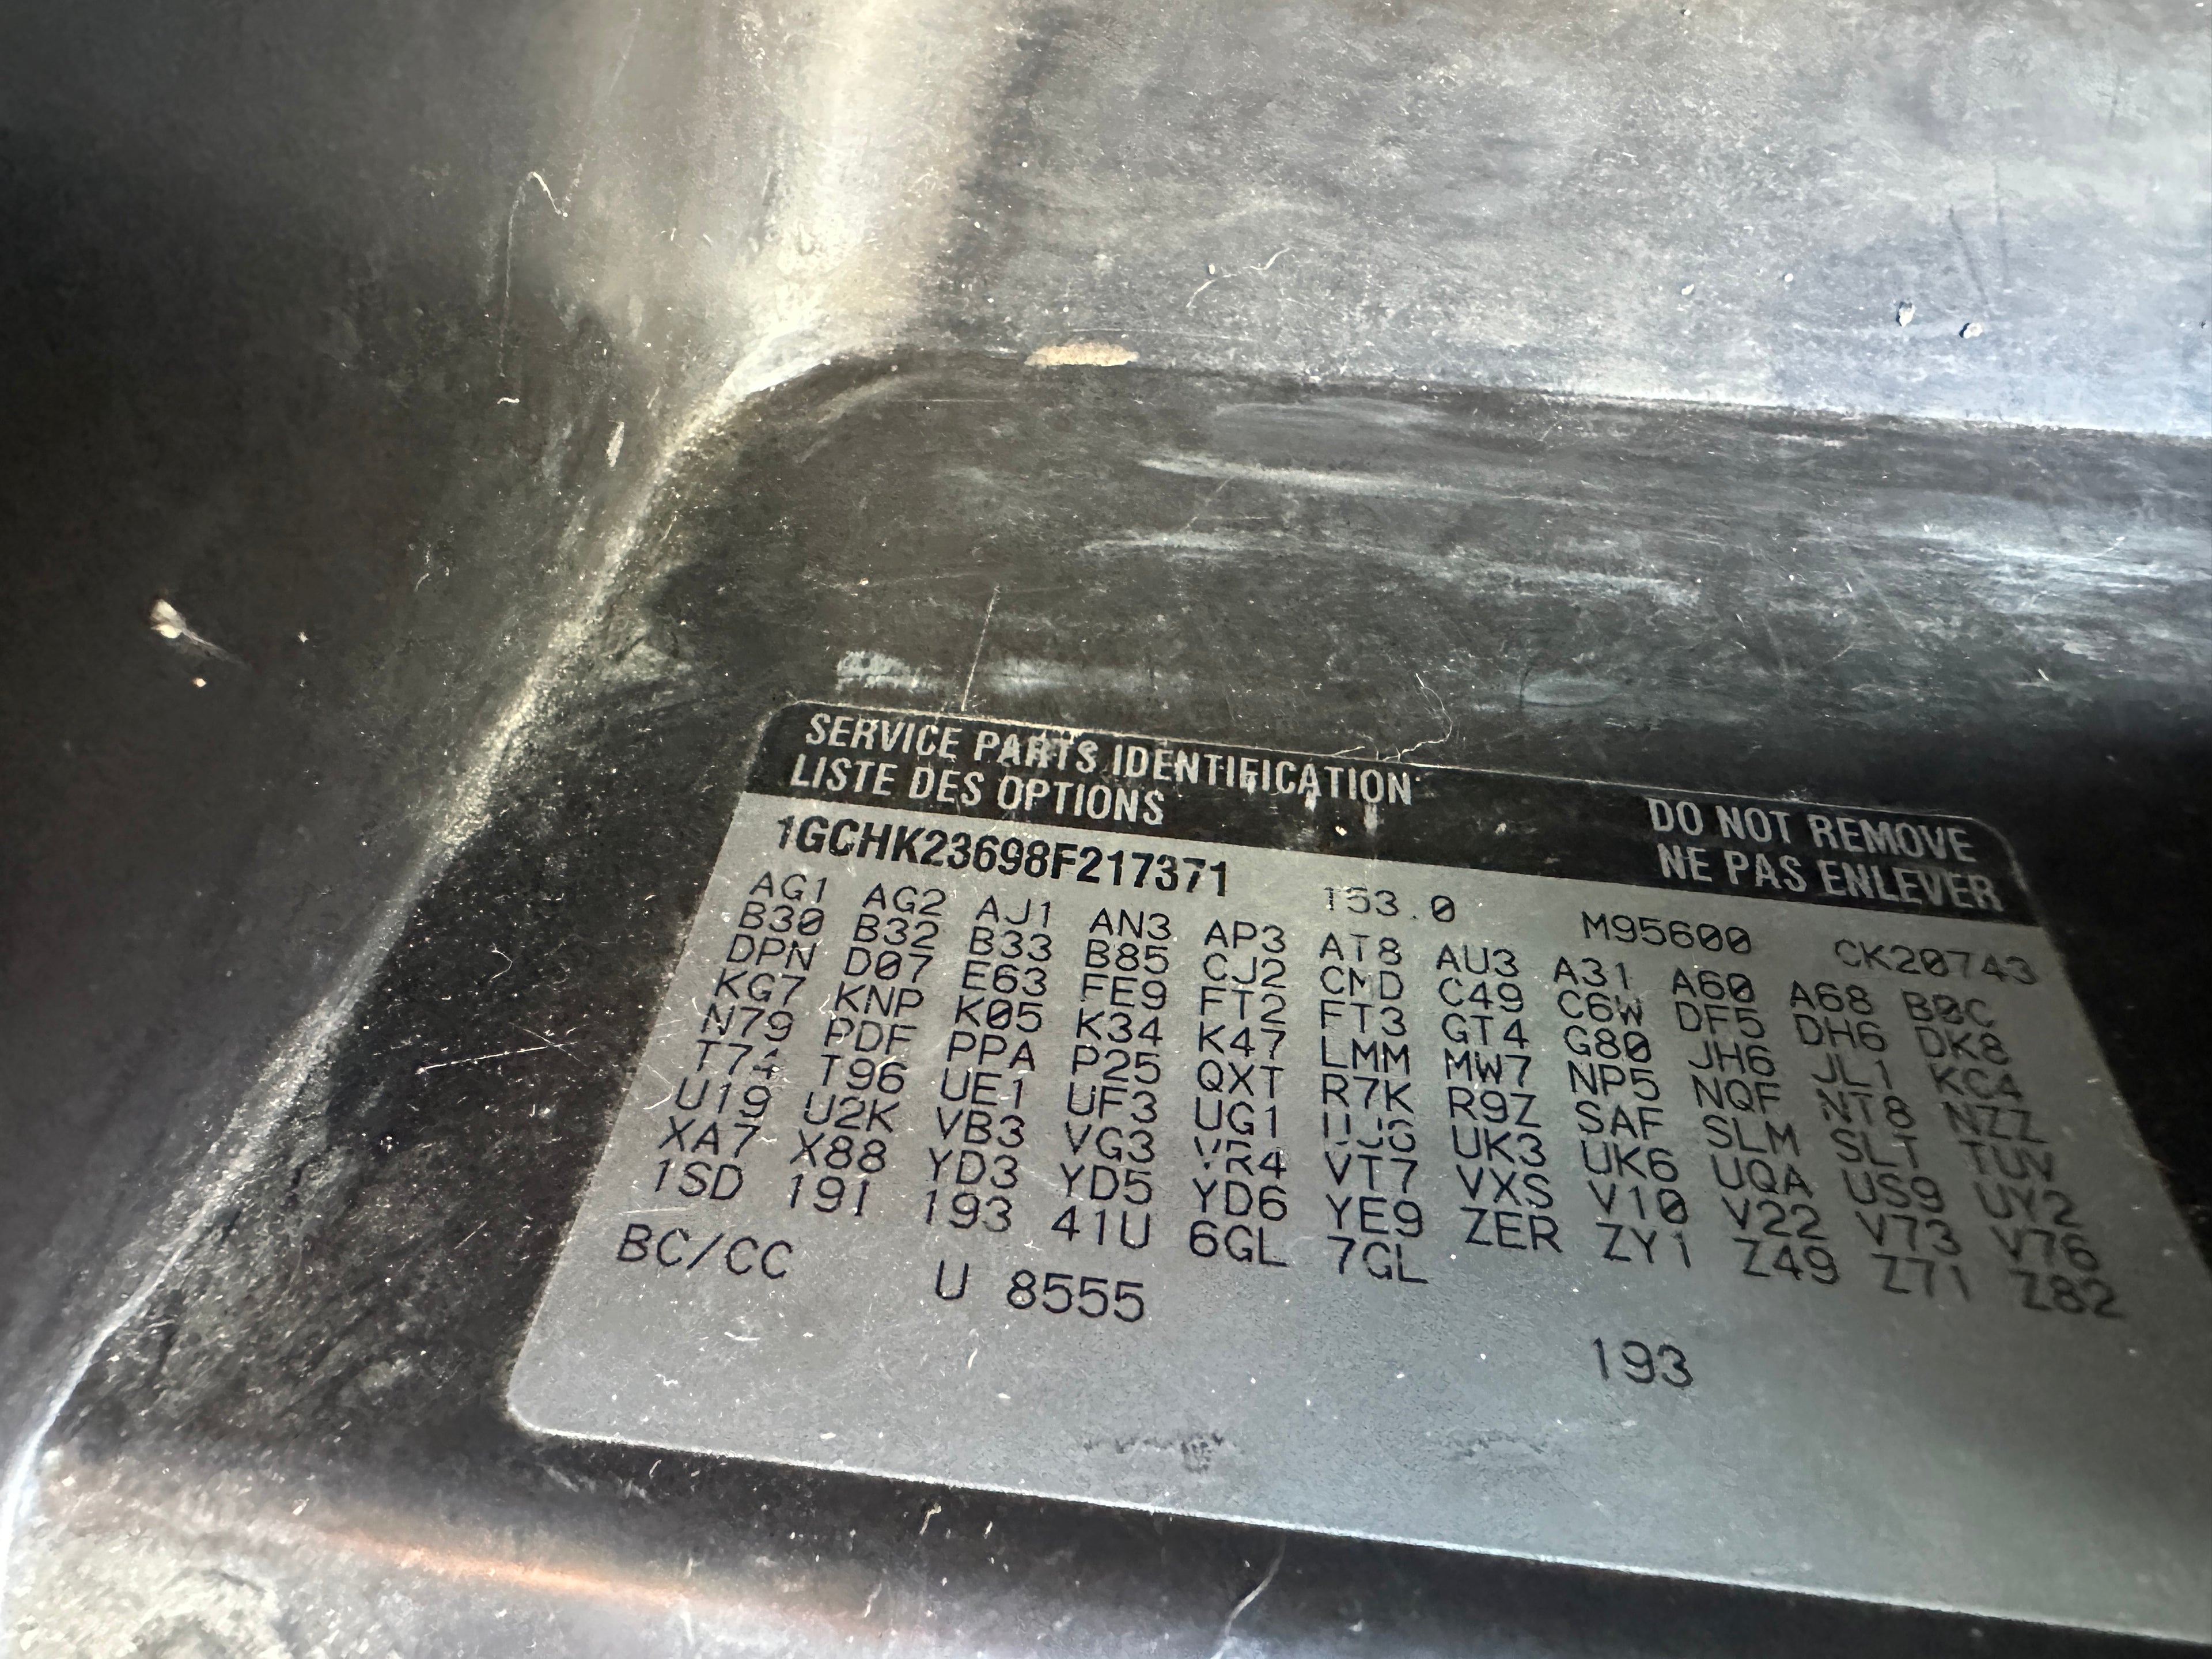 SERVICE PARTS IDENTIFICATION
LISTE DES OPTIONS
DO NOT REMOVE
NE PAS ENLEVER
1GCHK23698F217371 153.0 M95600 CK20743
AG1 AG2 AJ1 AN3 AP3 AT8 AU3 A31 A60 A68 B0C
B30 B32 B33 B85 CJ2 CMD C49 C6W DF5 DH6 DK8
DPN D07 E63 FE9 FT2 FT3 GT4 G80 JH6 JL1 KC4
KG7 KNP K05 K34 K47 LMM MW7 NP5 NQF NT8 NZZ
N79 PDF PPA P25 QXT R7K R9Z SAF SLM SLT TUV
T96 UE1 UF3 UG1 UK3 UK6 UQA US9 UY2
U19 U2K VB3 VG3 VR4 VT7 VXS V10 V22 V73 V76
XA7 X88 YD3 YD5 YD6 YE9 ZER ZY1 Z49 Z71 Z82
1SD 19I 193 41U 6GL 7GL
BC/CC U 8555 193